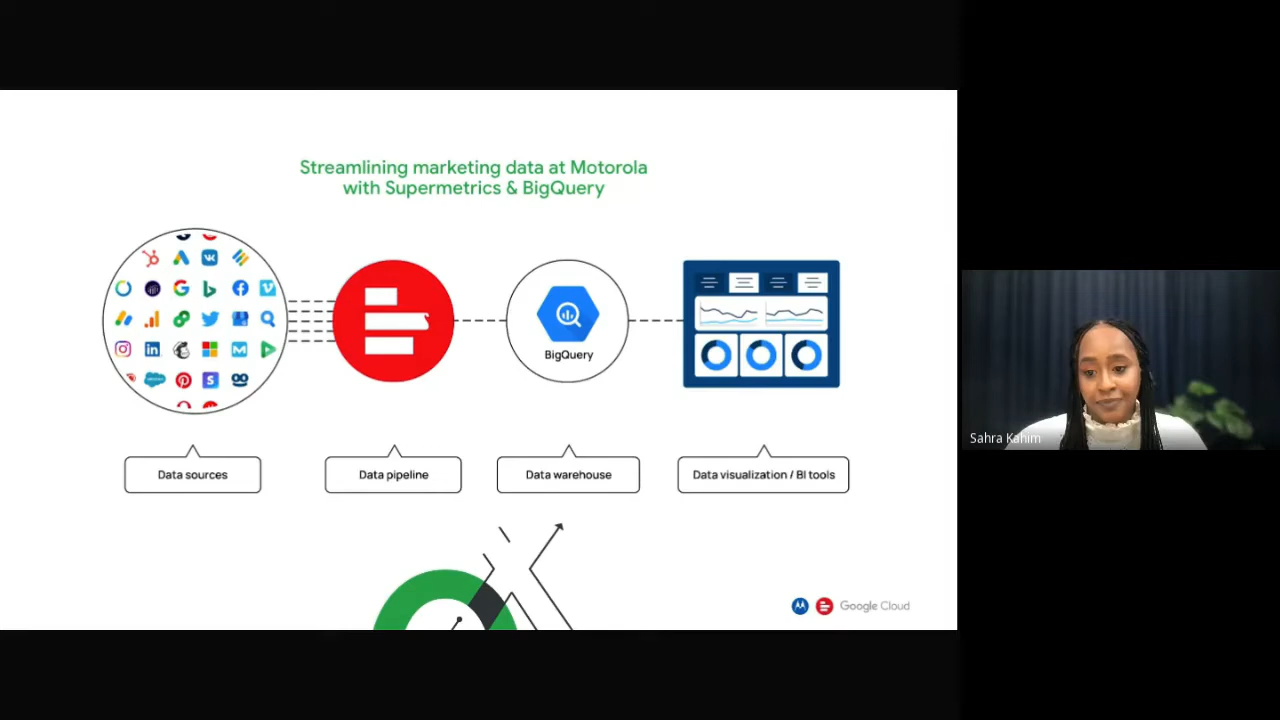 Streamlining marketing data at Motorola
with Supermetrics & BigQuery
BigQuery
Data sources
Data pipeline
Data warehouse
Data visualization / BI tools
Google Cloud
Sahra Kahim